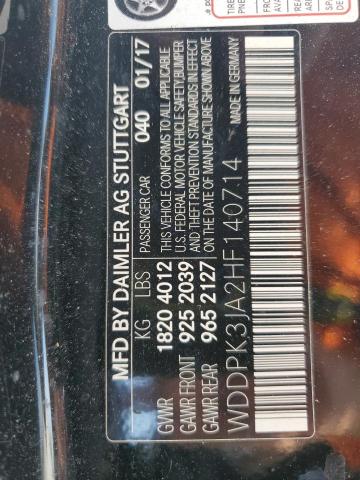 MFD BY DAIMLER AG STUTTGART
KG LBS PASSENGER CAR 040 01/17
GVWR 1820 4012 THIS VEHICLE CONFORMS TO ALL APPLICABLE
GAWR FRONT 925 2039 U.S. FEDERAL MOTOR VEHICLE SAFETY, BUMPER
AND THEFT PREVENTION STANDARDS IN EFFECT
GAWR REAR 965 2127 ON THE DATE OF MANUFACTURE SHOWN ABOVE
WDDPK3JA2HF140714 MADE IN GERMANY